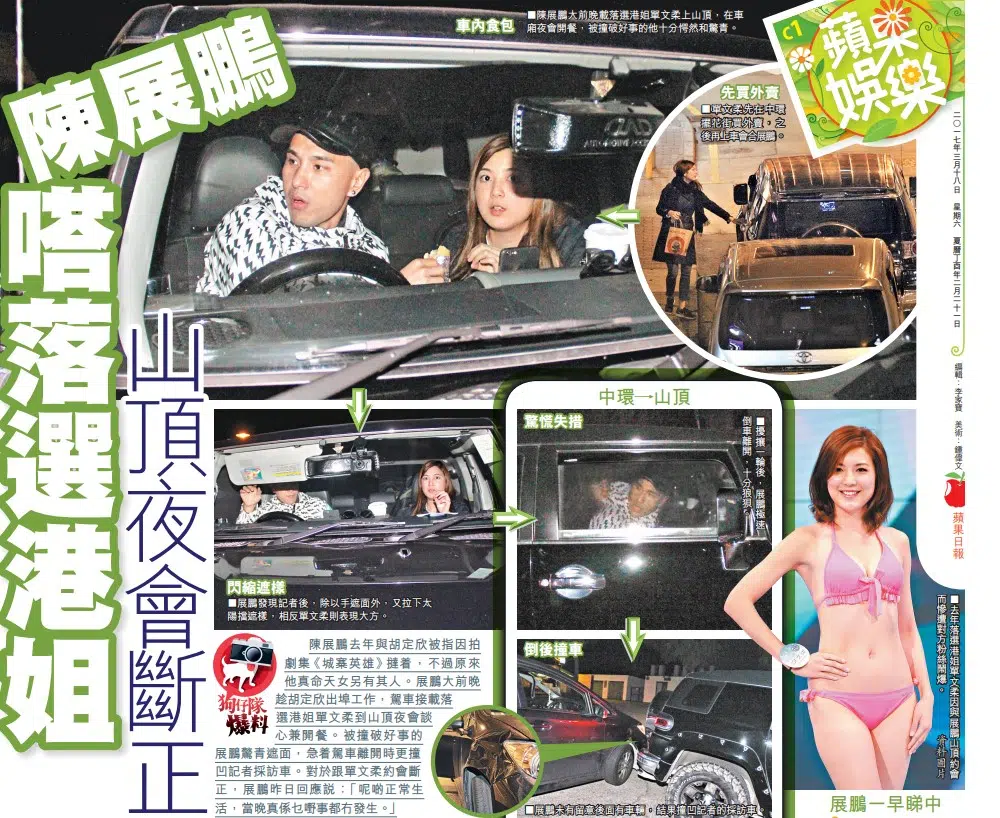 陳展鵬
嗒落選港姐
山頂夜會斷正
車內食包
■陳展鵬太前晚載落選港姐單文柔上山頂，在車
廂夜會開餐，被撞破好事的他十分愕然和驚青。
先買外賣
■單文柔先在中環
擺花街買外賣，之
後再上車會合展鵬。
C1
蘋果
娛樂
二〇一七年三月十八日　星期六　夏曆丁酉年二月二十一日
編輯：李家寶　美術：鍾偉文
蘋果日報
中環→山頂
閃縮遮樣
■展鵬發現記者後，除以手遮面外，又拉下太
陽擋遮樣，相反單文柔則表現大方。
驚慌失措
■擾攘一輪後，展鵬極速
倒車離開，十分狼狽。
倒後撞車
■展鵬未有留意後面有車輛，結果撞凹記者的採訪車。
狗仔隊
爆料
陳展鵬去年與胡定欣被指因拍
劇集《城寨英雄》撻着，不過原來
他真命天女另有其人。展鵬大前晚
趁胡定欣出埠工作，駕車接載落
選港姐單文柔到山頂夜會談
心兼開餐。被撞破好事的
展鵬驚青遮面，急着駕車離開時更撞
凹記者採訪車。對於跟單文柔約會斷
正，展鵬昨日回應説：「呢啲正常生
活，當晚真係乜嘢事都冇發生。」
■去年落選港姐單文柔因與展鵬山頂約會
而慘遭對方粉絲鬧爆。
資料圖片
展鵬一早睇中